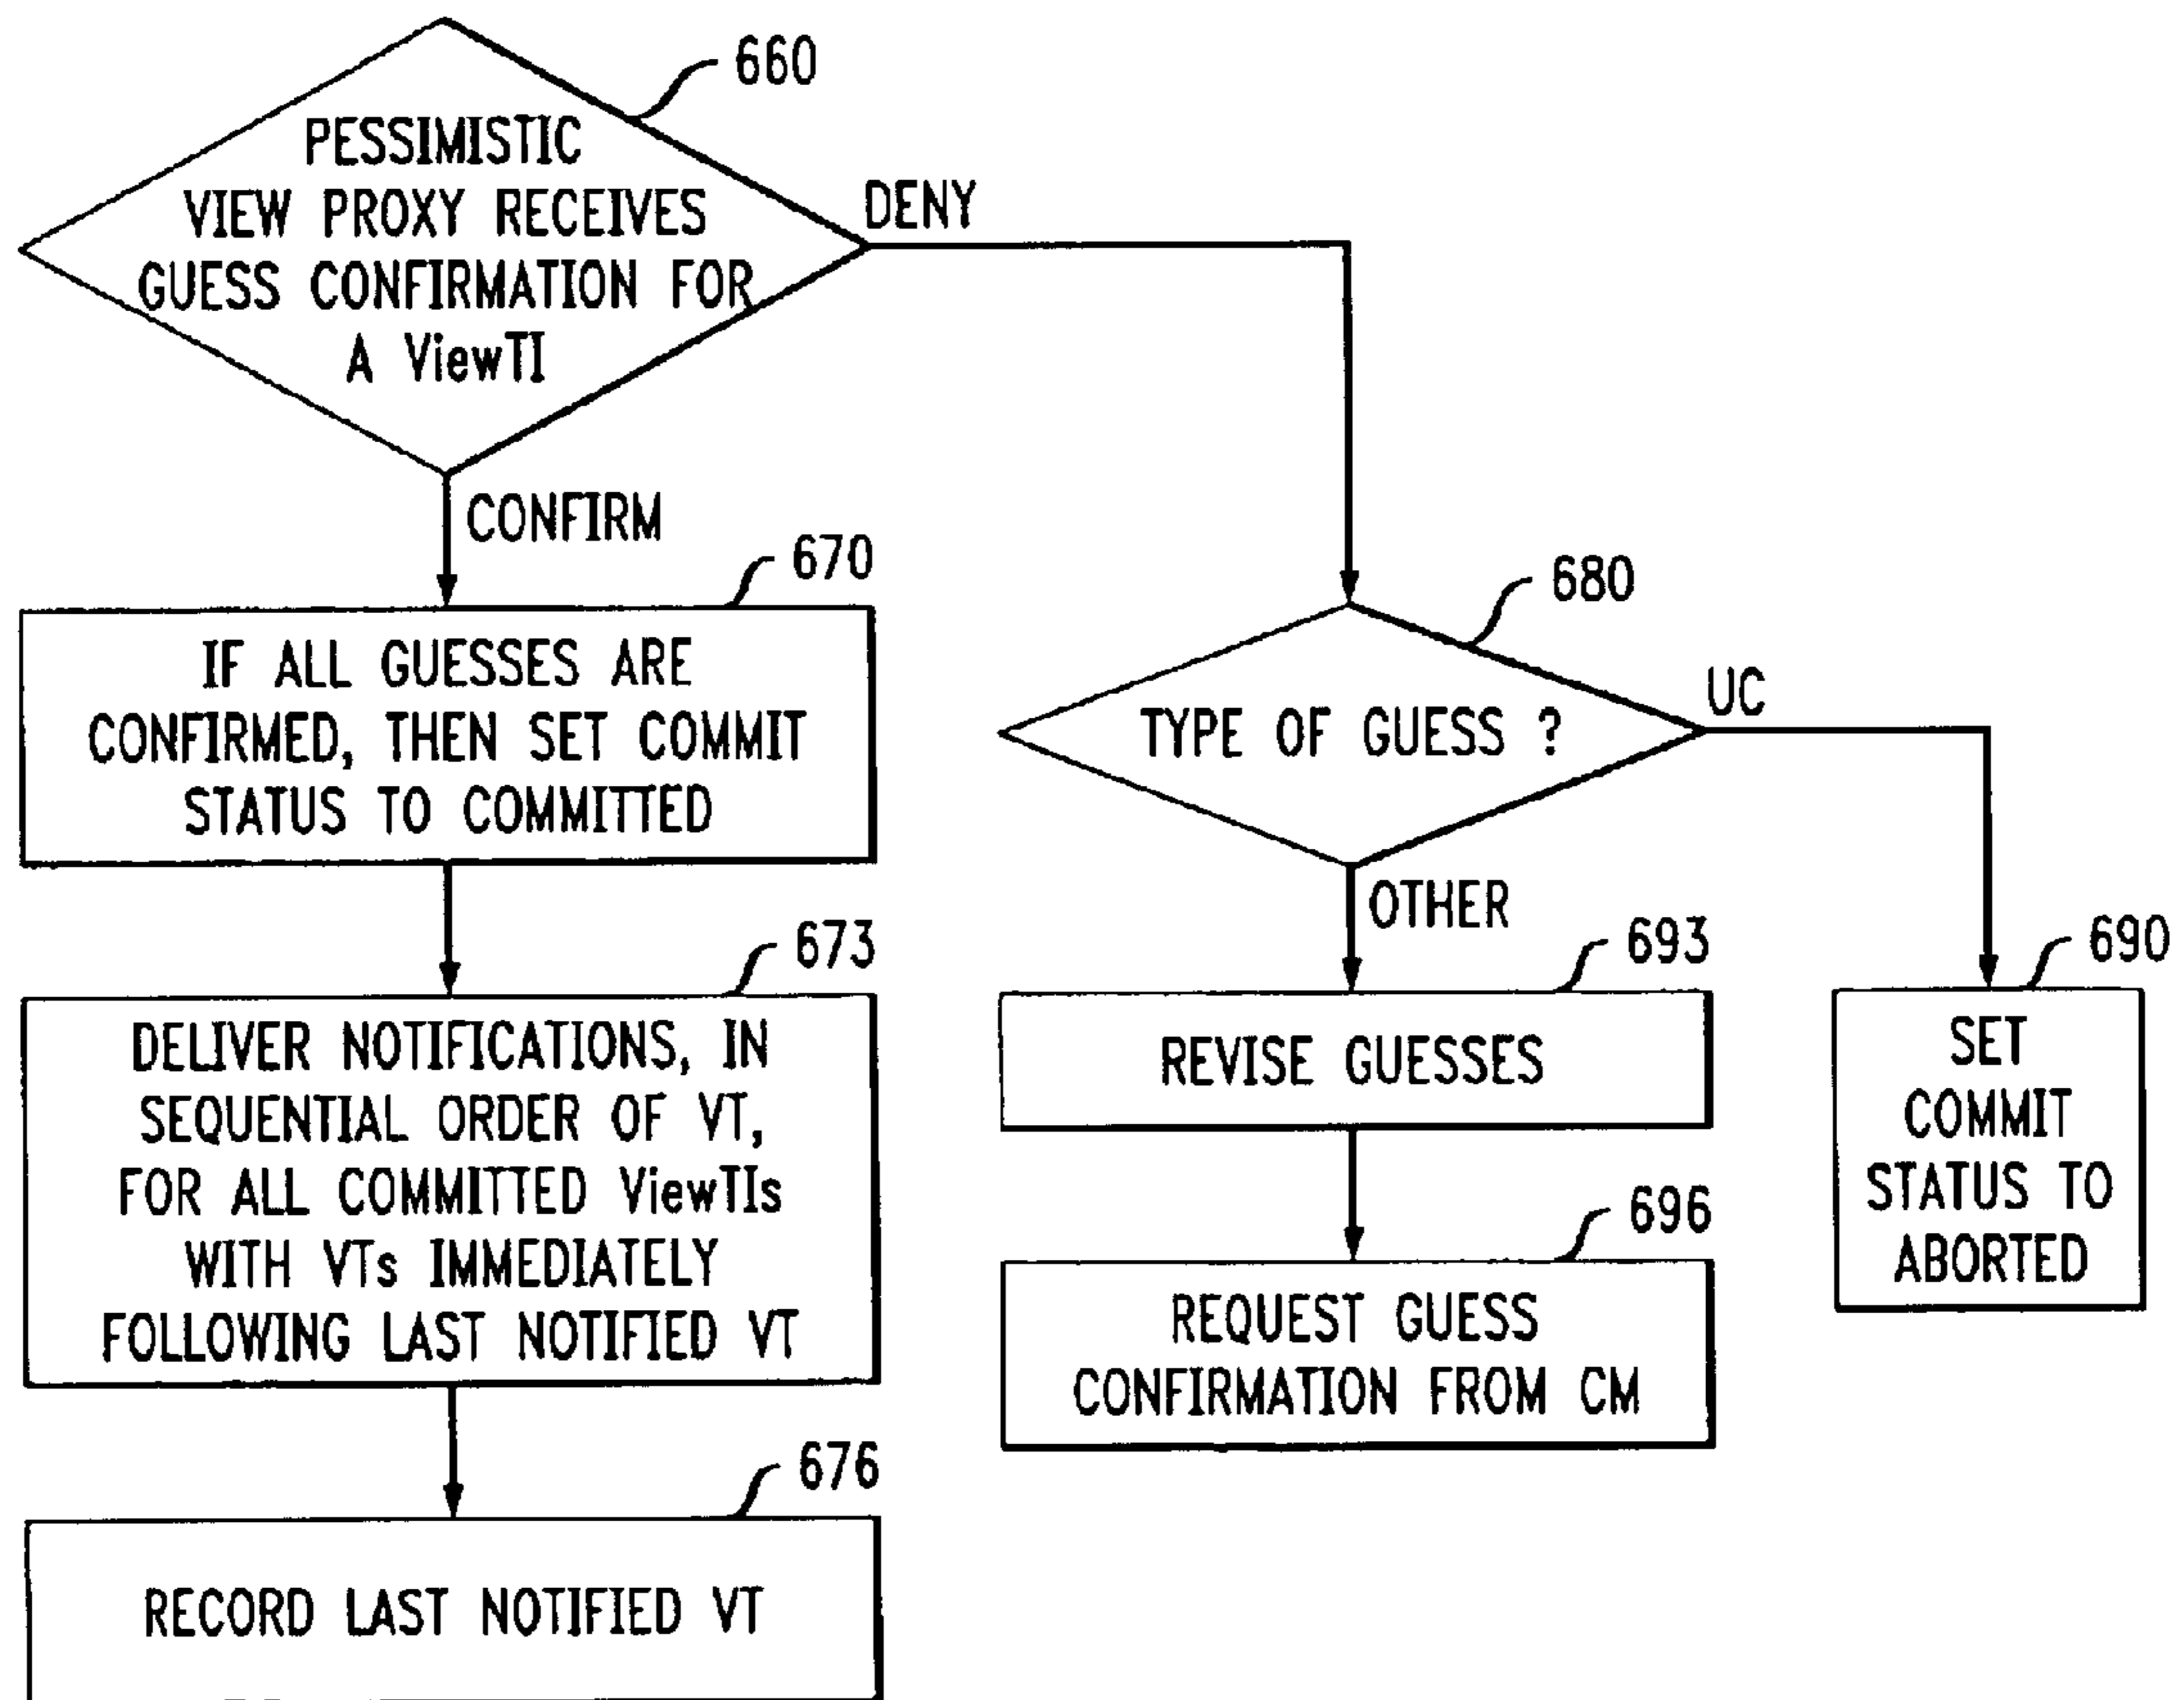 660
PESSIMISTIC
VIEW PROXY RECEIVES
GUESS CONFIRMATION FOR
A ViewTI
DENY
CONFIRM
670
IF ALL GUESSES ARE
CONFIRMED, THEN SET COMMIT
STATUS TO COMMITTED
673
DELIVER NOTIFICATIONS, IN
SEQUENTIAL ORDER OF VT,
FOR ALL COMMITTED ViewTIs
WITH VTs IMMEDIATELY
FOLLOWING LAST NOTIFIED VT
676
RECORD LAST NOTIFIED VT
680
TYPE OF GUESS ?
UC
OTHER
693
REVISE GUESSES
696
REQUEST GUESS
CONFIRMATION FROM CM
690
SET
COMMIT
STATUS TO
ABORTED